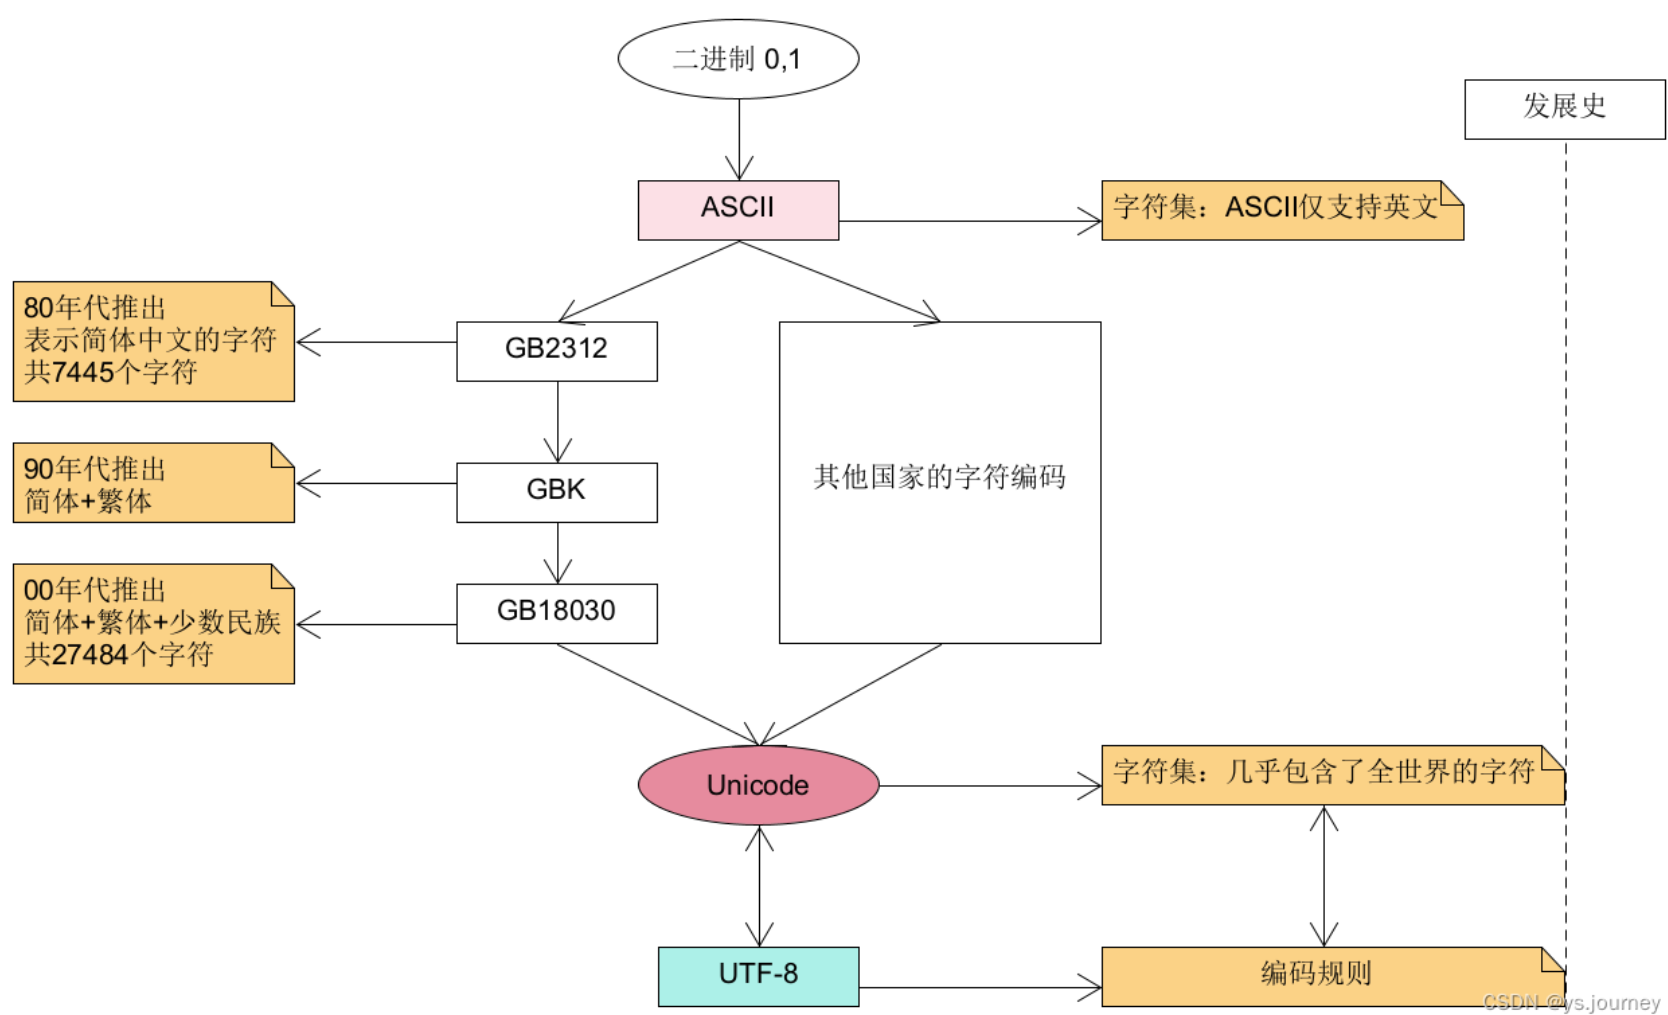 二进制 0,1
发展史
ASCII
字符集：ASCII仅支持英文
80年代推出
表示简体中文的字符
共7445个字符
GB2312
90年代推出
简体+繁体
GBK
其他国家的字符编码
00年代推出
简体+繁体+少数民族
共27484个字符
GB18030
Unicode
字符集：几乎包含了全世界的字符
UTF-8
编码规则
CSDN @ys.journey